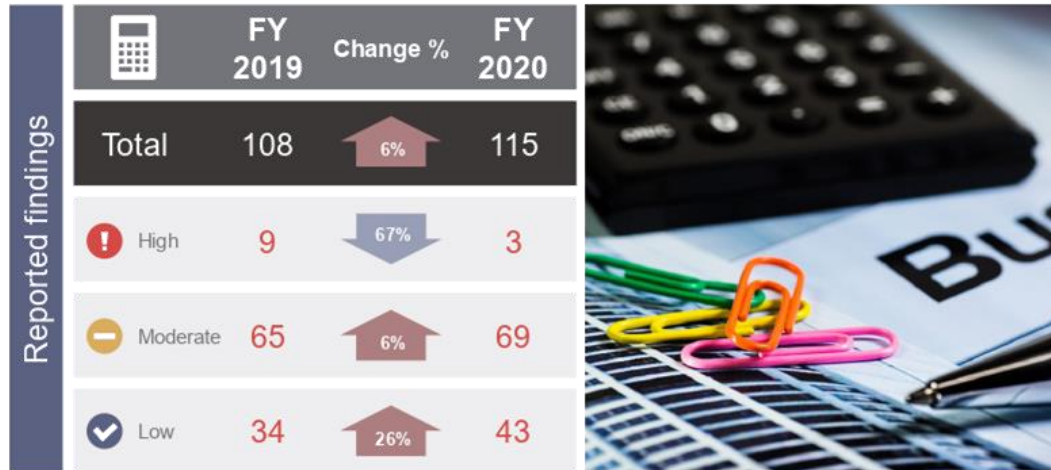 Reported findings
FY 2019 Change % FY 2020
Total 108 6% 115
High 9 67% 3
Moderate 65 6% 69
Low 34 26% 43
Bu